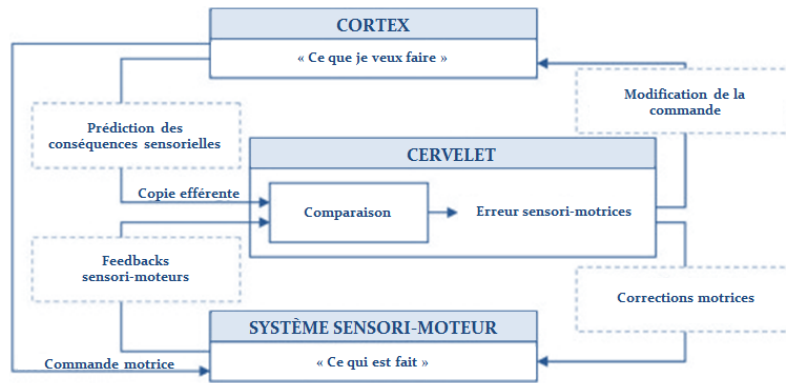 CORTEX
« Ce que je veux faire »
Modification de la
commande
Prédiction des
conséquences sensorielles
CERVELET
Copie efférente
Comparaison
Erreur sensori-motrices
Feedbacks
sensori-moteurs
Corrections motrices
SYSTÈME SENSORI-MOTEUR
Commande motrice
« Ce qui est fait »